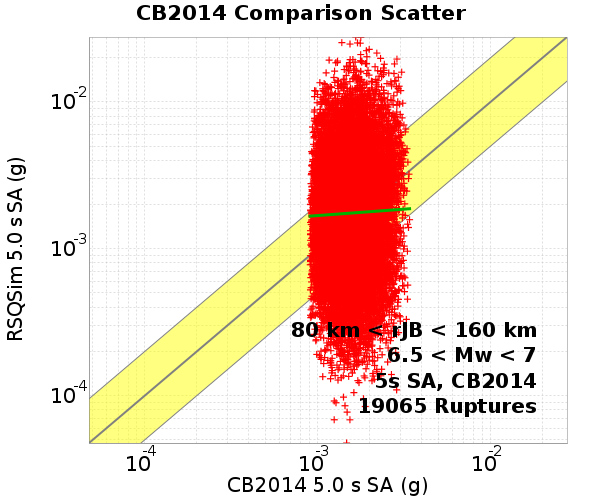 CB2014 Comparison Scatter
RSQSim 5.0 s SA (g)
10⁻²
10⁻³
10⁻⁴
80 km < rJB < 160 km
6.5 < Mw < 7
5s SA, CB2014
19065 Ruptures
10⁻⁴ 10⁻³ 10⁻²
CB2014 5.0 s SA (g)